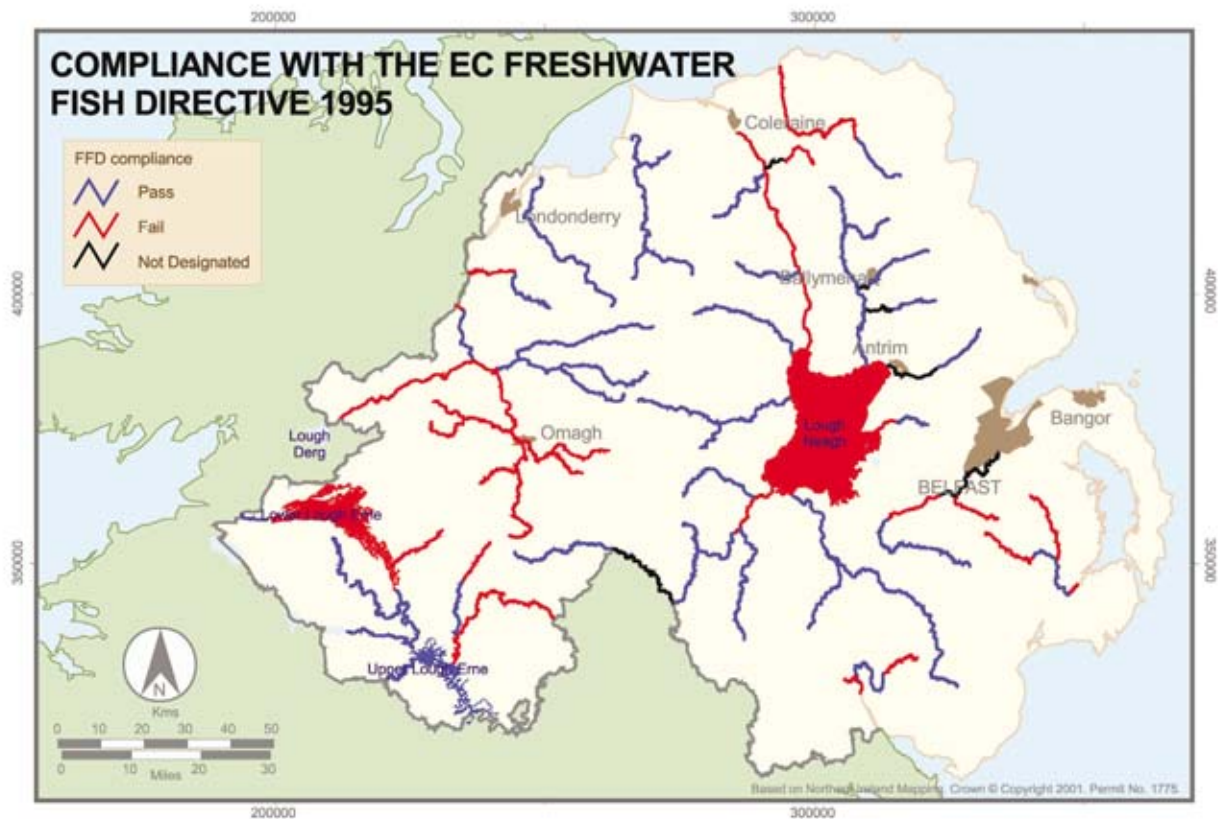 200000
300000
COMPLIANCE WITH THE EC FRESHWATER
FISH DIRECTIVE 1995
FFD compliance
Pass
Fail
Not Designated
Coleraine
Londonderry
400000
Ballymena
400000
Antrim
Bangor
Lough
Derg
Omagh
Lough
Neagh
BELFAST
Lower Lough Erne
350000
350000
Upper Lough Erne
N
Kms
0 10 20 30 40 50
0 10 20 30
Miles
Based on Northern Ireland Mapping. Crown © Copyright 2001. Permit No. 1775.
200000
300000